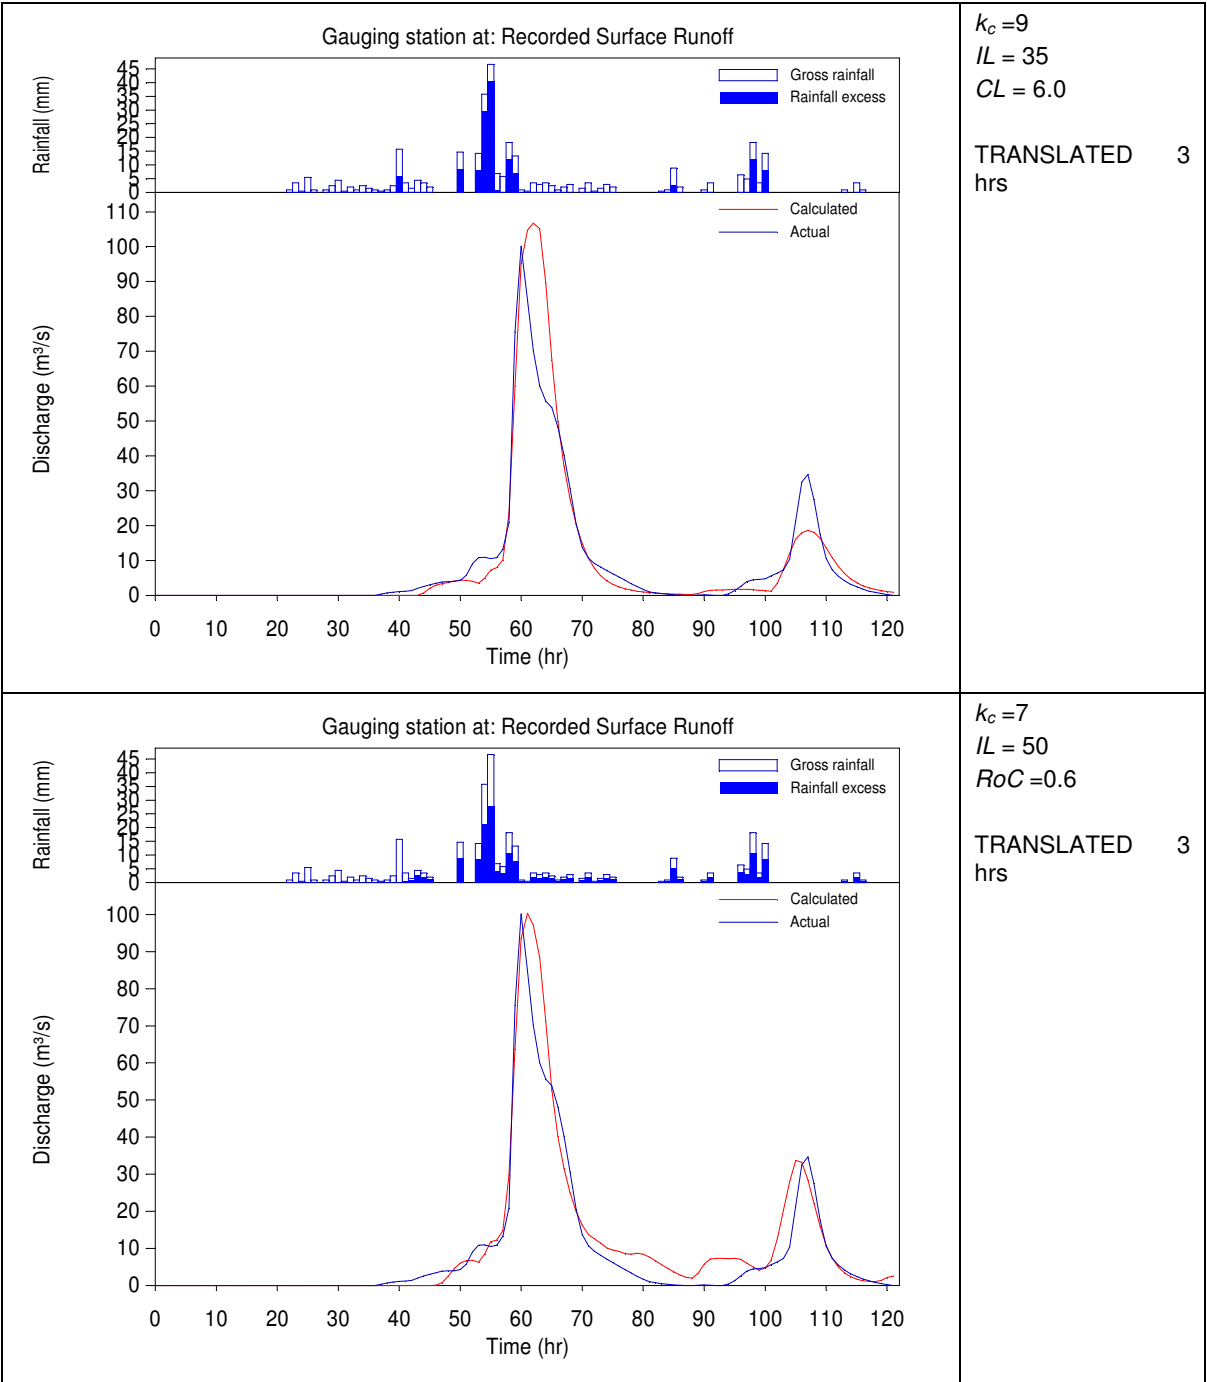 Gauging station at: Recorded Surface Runoff
Rainfall (mm)
45
40
35
30
25
20
15
10
5
0
Gross rainfall
Rainfall excess
Discharge (m³/s)
110
100
90
80
70
60
50
40
30
20
10
0
Calculated
Actual
0 10 20 30 40 50 60 70 80 90 100 110 120
Time (hr)
kc =9
IL = 35
CL = 6.0
TRANSLATED 3
hrs
Gauging station at: Recorded Surface Runoff
Rainfall (mm)
45
40
35
30
25
20
15
10
5
0
Gross rainfall
Rainfall excess
Discharge (m³/s)
100
90
80
70
60
50
40
30
20
10
0
Calculated
Actual
0 10 20 30 40 50 60 70 80 90 100 110 120
Time (hr)
kc =7
IL = 50
RoC =0.6
TRANSLATED 3
hrs